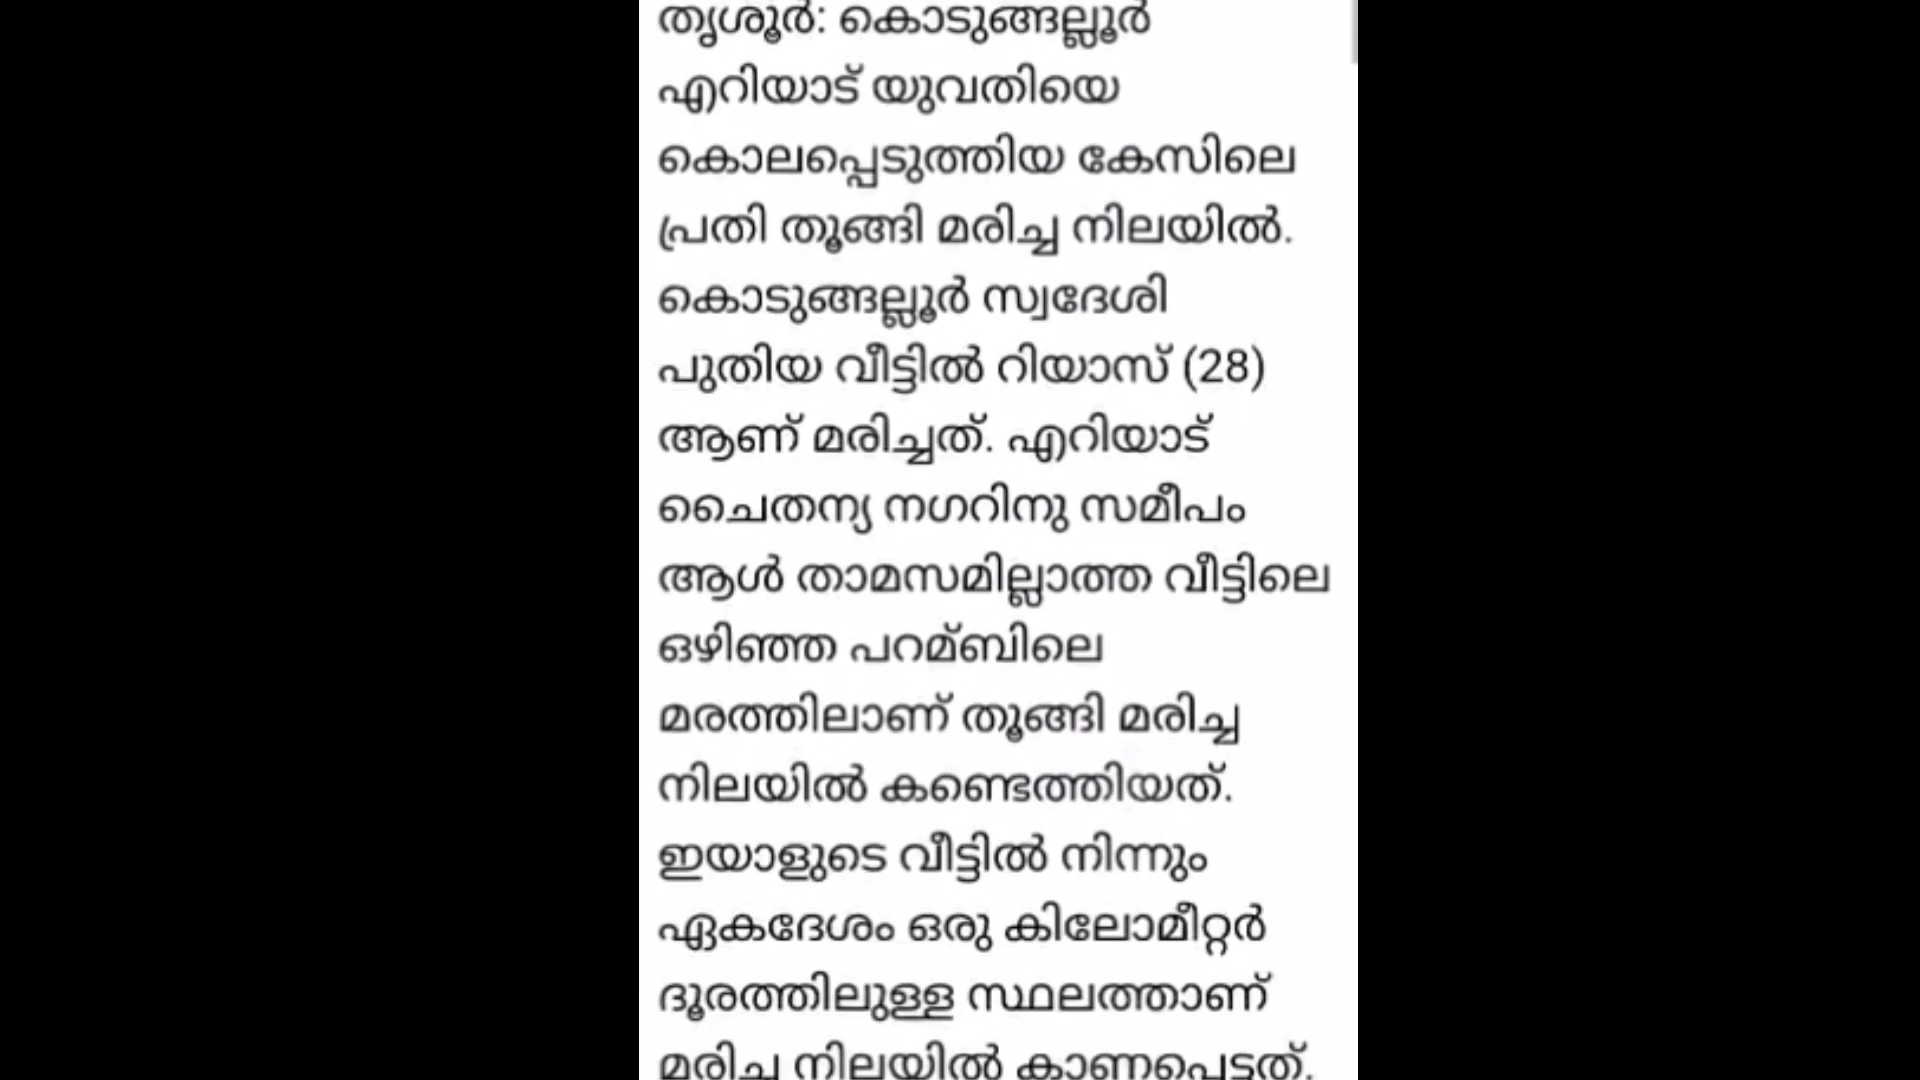 തൃശൂർ: കൊടുങ്ങല്ലൂർ
എറിയാട് യുവതിയെ
കൊലപ്പെടുത്തിയ കേസിലെ
പ്രതി തൂങ്ങി മരിച്ച നിലയിൽ.
കൊടുങ്ങല്ലൂർ സ്വദേശി
പുതിയ വീട്ടിൽ റിയാസ് (28)
ആണ് മരിച്ചത്. എറിയാട്
ചൈതന്യ നഗറിനു സമീപം
ആൾ താമസമില്ലാത്ത വീട്ടിലെ
ഒഴിഞ്ഞ പറമ്ബിലെ
മരത്തിലാണ് തൂങ്ങി മരിച്ച
നിലയിൽ കണ്ടെത്തിയത്.
ഇയാളുടെ വീട്ടിൽ നിന്നും
ഏകദേശം ഒരു കിലോമീറ്റർ
ദൂരത്തിലുള്ള സ്ഥലത്താണ്
മരിച്ച നിലയിൽ കാണപ്പെട്ടത്.